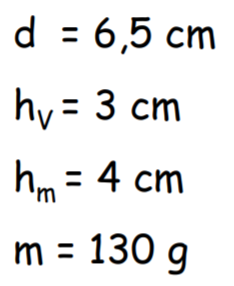 d = 6,5 cm
hv = 3 cm
hm = 4 cm
m = 130 g